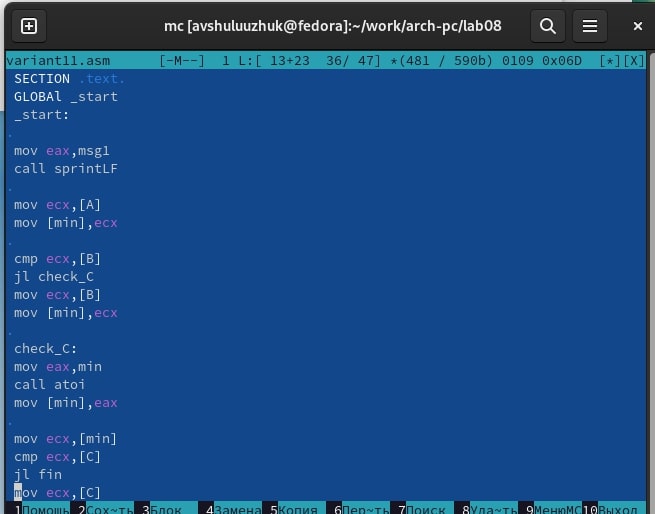 mc [avshuluuzhuk@fedora]:~/work/arch-pc/lab08
variant11.asm [-M--] 1 L:[ 13+23 36/ 47] *(481 / 590b) 0109 0x06D [*][X]
SECTION .text.
GLOBAl _start
_start:
.
mov eax,msg1
call sprintLF
.
mov ecx,[A]
mov [min],ecx
.
cmp ecx,[B]
jl check_C
mov ecx,[B]
mov [min],ecx
.
check_C:
mov eax,min
call atoi
mov [min],eax
.
mov ecx,[min]
cmp ecx,[C]
jl fin
mov ecx,[C]
1Помощь 2Сох~ть 3Блок 4Замена 5Копия 6Пер~ть 7Поиск 8Уда~ть 9МенюMC 10Выход